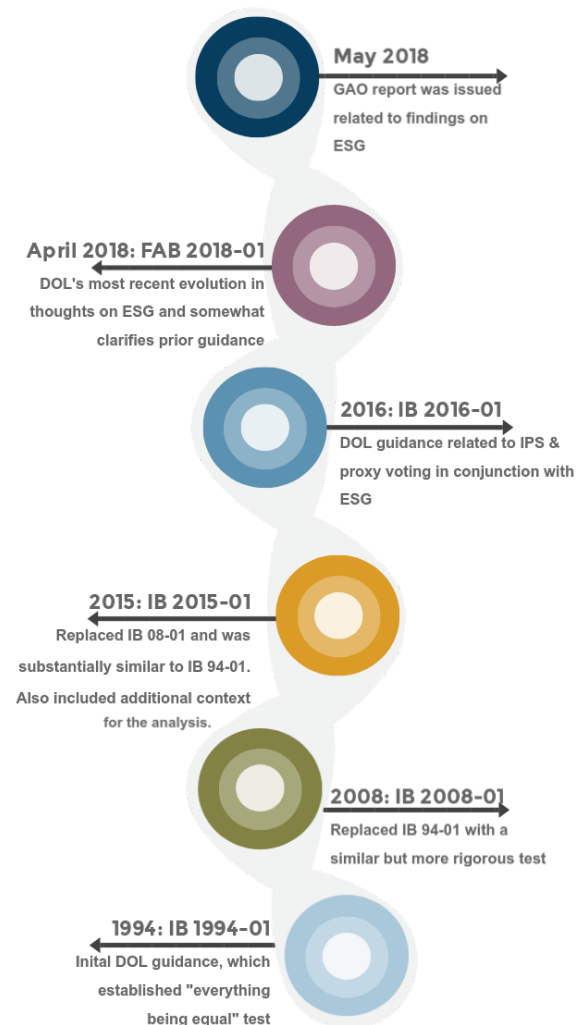 May 2018
GAO report was issued
related to findings on
ESG
April 2018: FAB 2018-01
DOL's most recent evolution in
thoughts on ESG and somewhat
clarifies prior guidance
2016: IB 2016-01
DOL guidance related to IPS &
proxy voting in conjunction with
ESG
2015: IB 2015-01
Replaced IB 08-01 and was
substantially similar to IB 94-01.
Also included additional context
for the analysis.
2008: IB 2008-01
Replaced IB 94-01 with a
similar but more rigorous test
1994: IB 1994-01
Inital DOL guidance, which
established "everything
being equal" test